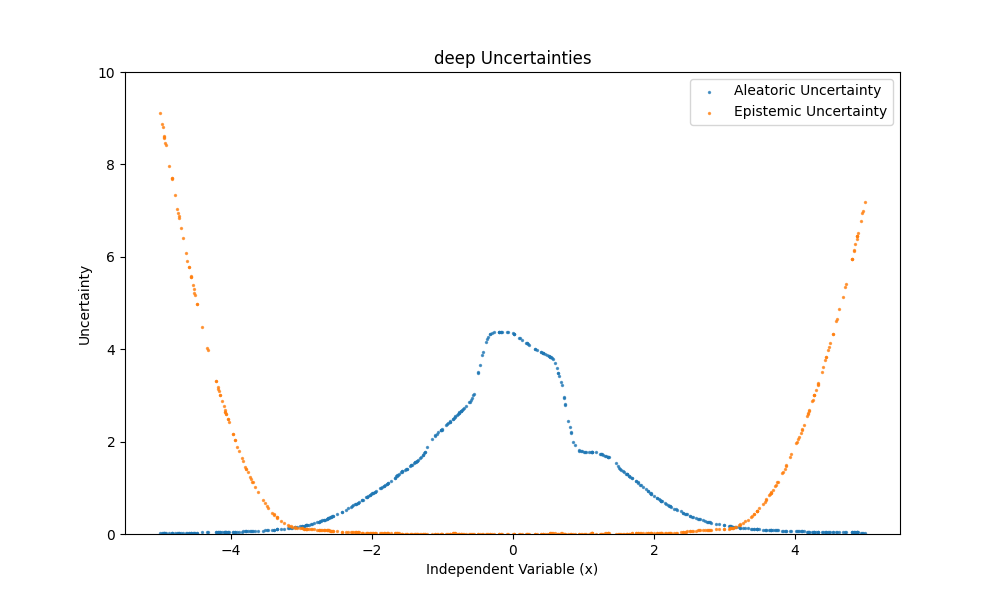 deep Uncertainties
Aleatoric Uncertainty
Epistemic Uncertainty
Uncertainty
10
8
6
4
2
0
−4
−2
0
2
4
Independent Variable (x)